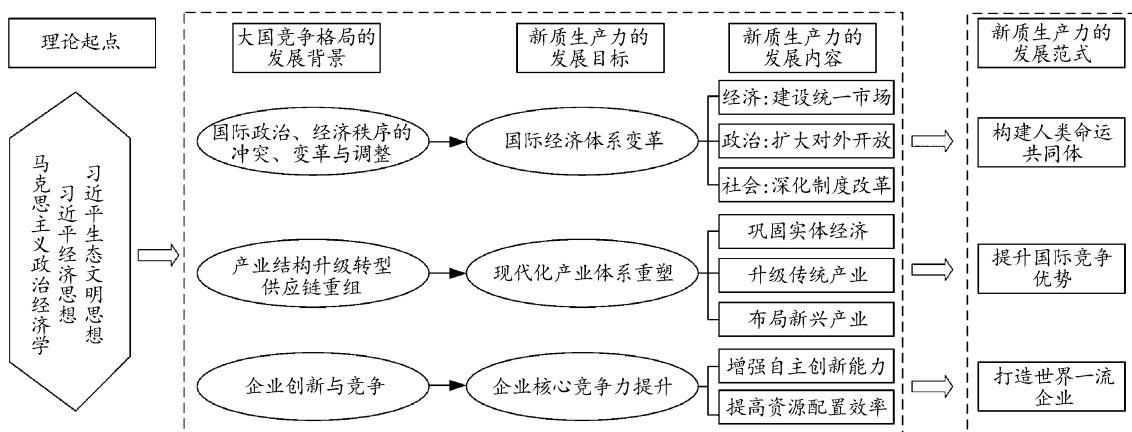 理论起点
马克思主义政治经济学
习近平经济思想
习近平生态文明思想
大国竞争格局的
发展背景
新质生产力的
发展目标
新质生产力的
发展内容
新质生产力的
发展范式
国际政治、经济秩序的
冲突、变革与调整
国际经济体系变革
经济:建设统一市场
政治:扩大对外开放
社会:深化制度改革
构建人类命运
共同体
产业结构升级转型
供应链重组
现代化产业体系重塑
巩固实体经济
升级传统产业
布局新兴产业
提升国际竞争
优势
企业创新与竞争
企业核心竞争力提升
增强自主创新能力
提高资源配置效率
打造世界一流
企业